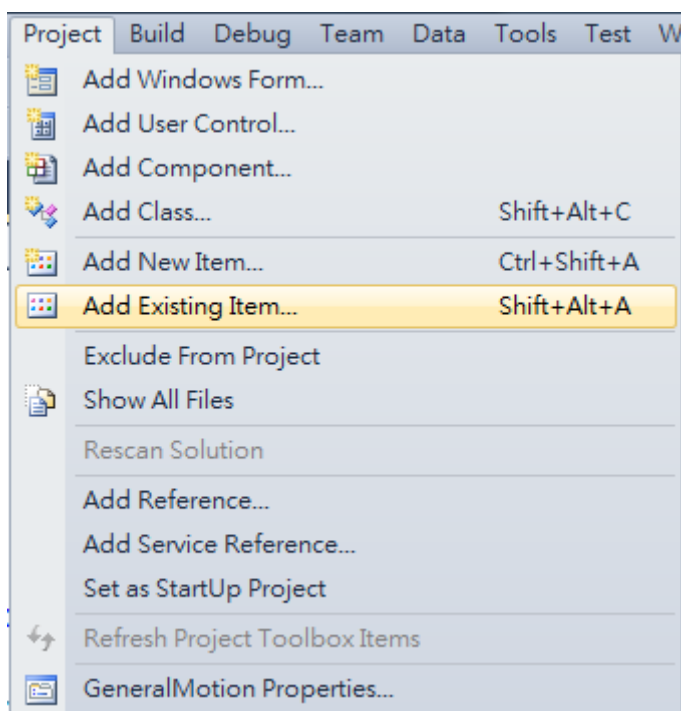 Project Build Debug Team Data Tools Test W
Add Windows Form...
Add User Control...
Add Component...
Add Class... Shift+Alt+C
Add New Item... Ctrl+Shift+A
Add Existing Item... Shift+Alt+A
Exclude From Project
Show All Files
Rescan Solution
Add Reference...
Add Service Reference...
Set as StartUp Project
Refresh Project Toolbox Items
GeneralMotion Properties...